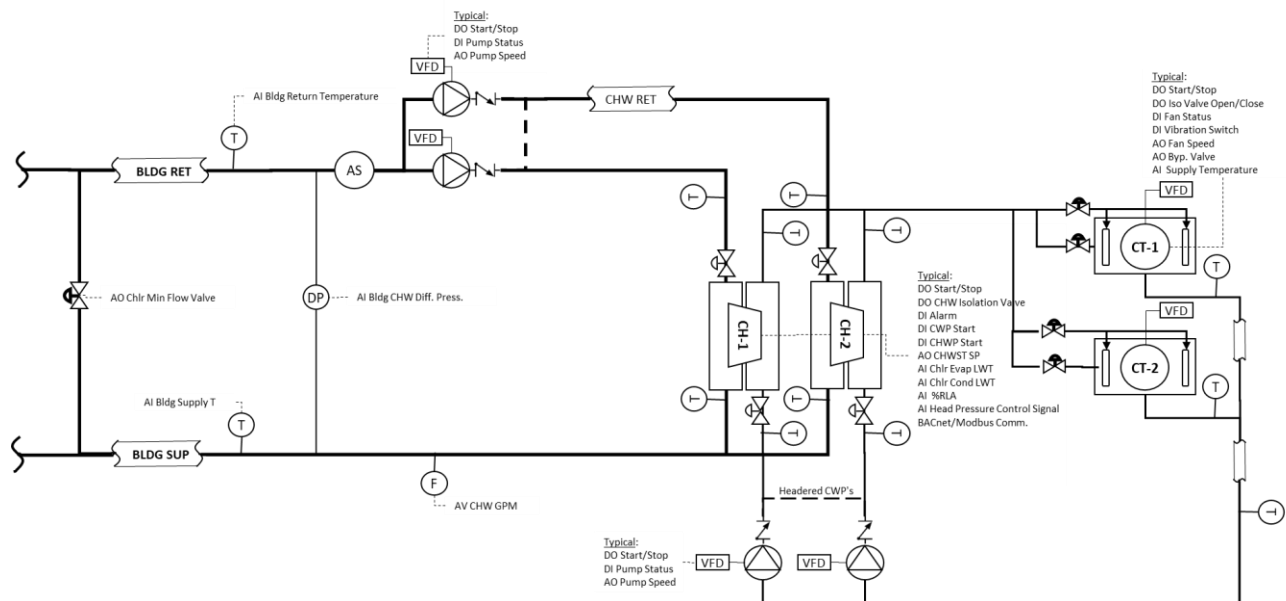 Typical:
DO Start/Stop
DI Pump Status
AO Pump Speed
VFD
CHW RET
AI Bldg Return Temperature
T
VFD
BLDG RET
AS
Typical:
DO Start/Stop
DO Iso Valve Open/Close
DI Fan Status
DI Vibration Switch
AO Fan Speed
AO Byp. Valve
AI Supply Temperature
VFD
CT-1
T
T
T
T
T
AO Chlr Min Flow Valve
DP
AI Bldg CHW Diff. Press.
CH-1
CH-2
Typical:
DO Start/Stop
DO CHW Isolation Valve
DI Alarm
DI CWP Start
DI CHWP Start
AO CHWST SP
AI Chlr Evap LWT
AI Chlr Cond LWT
AI %RLA
AI Head Pressure Control Signal
BACnet/Modbus Comm.
VFD
CT-2
T
AI Bldg Supply T
T
T
T
T
T
BLDG SUP
F
AV CHW GPM
Headered CWP's
T
Typical:
DO Start/Stop
DI Pump Status
AO Pump Speed
VFD
VFD